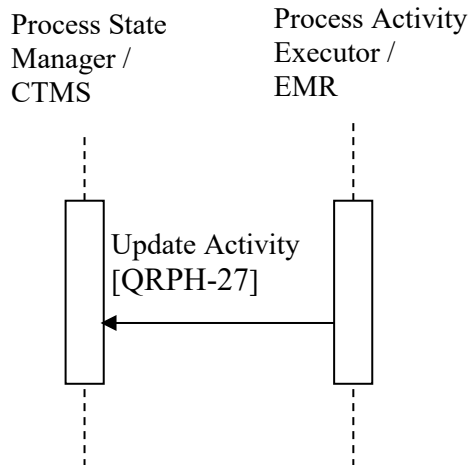 Process State
Manager /
CTMS
Process Activity
Executor /
EMR
Update Activity
[QRPH-27]